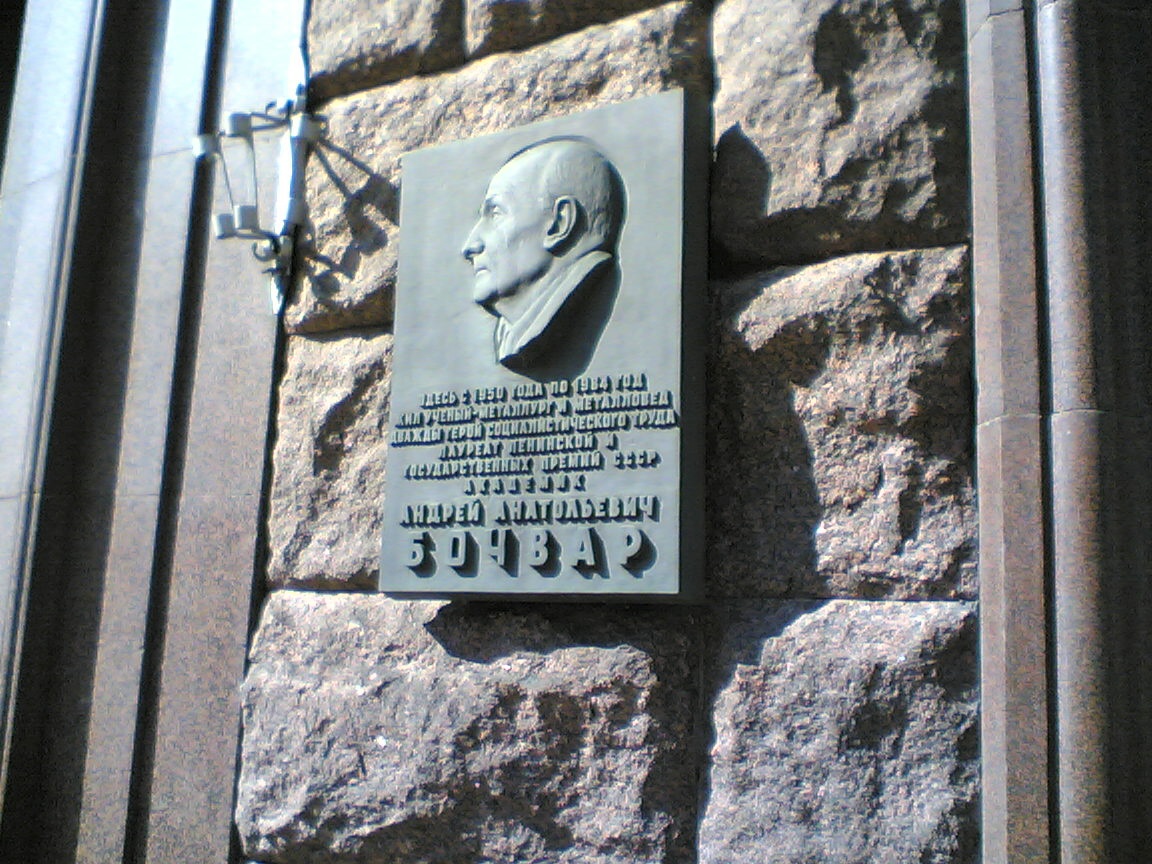 ЗДЕСЬ С 1950 ГОДА ПО 1984 ГОД
ЖИЛ УЧЕНЫЙ-МЕТАЛЛУРГ И МЕТАЛЛОВЕД
ДВАЖДЫ ГЕРОЙ СОЦИАЛИСТИЧЕСКОГО ТРУДА
ЛАУРЕАТ ЛЕНИНСКОЙ И
ГОСУДАРСТВЕННЫХ ПРЕМИЙ СССР
АКАДЕМИК
АНДРЕЙ АНАТОЛЬЕВИЧ
БОЧВАР